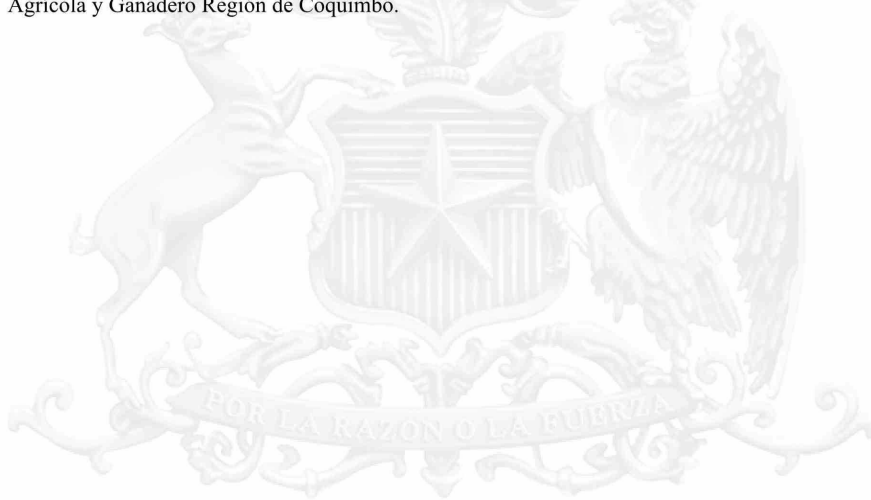 Agrícola y Ganadero Región de Coquimbo.
POR LA RAZON O LA FUERZA